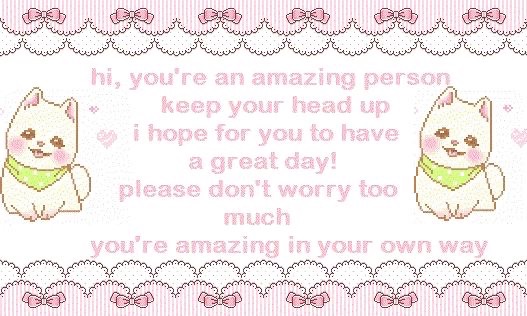 hi, you're an amazing person
keep your head up
i hope for you to have
a great day!
please don't worry too
much
you're amazing in your own way